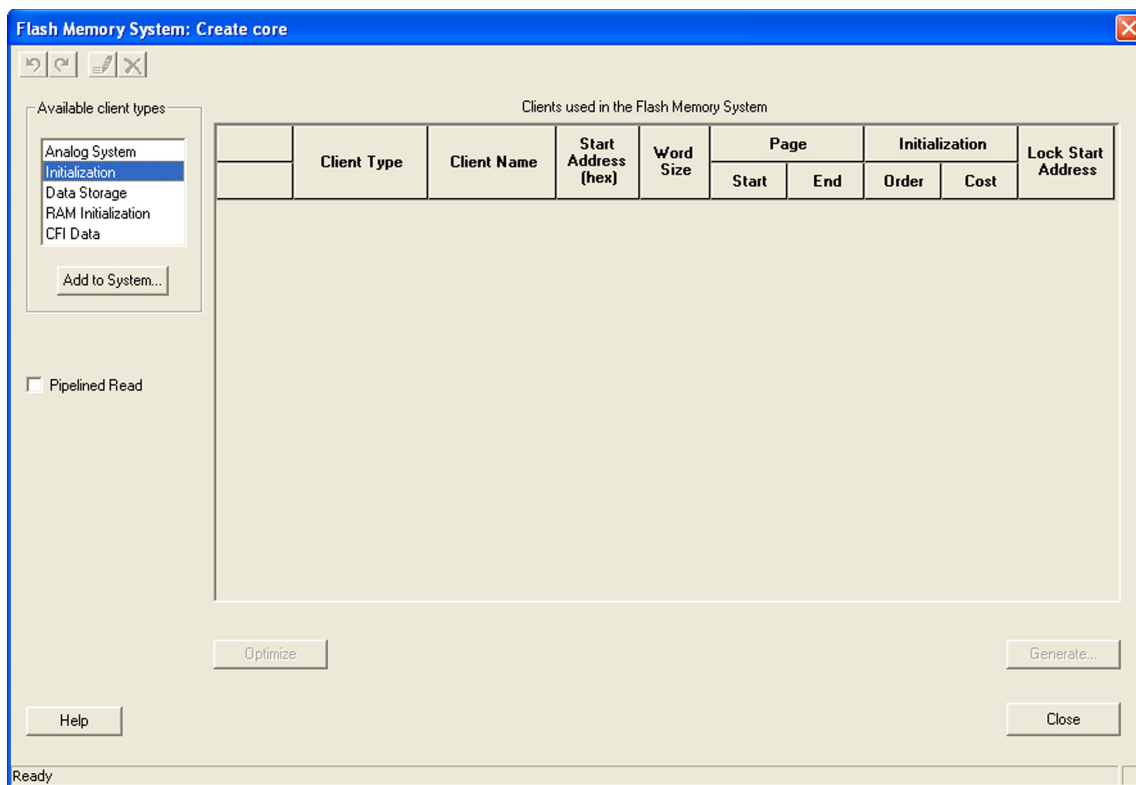 Flash Memory System: Create core
Available client types
Analog System
Initialization
Data Storage
RAM Initialization
CFI Data
Add to System...
Pipelined Read
Clients used in the Flash Memory System
Client Type
Client Name
Start Address (hex)
Word Size
Page
Start
End
Initialization
Order
Cost
Lock Start Address
Optimize
Generate...
Help
Close
Ready